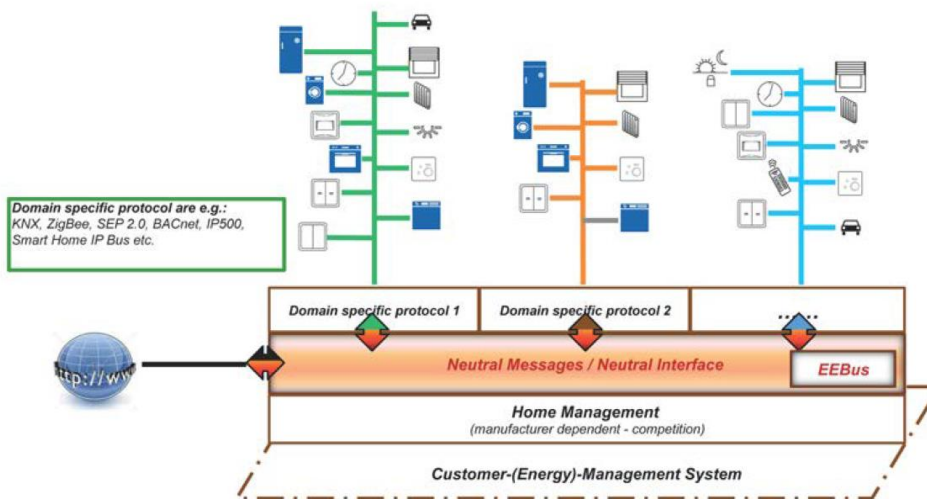 Domain specific protocol are e.g.:
KNX, ZigBee, SEP 2.0, BACnet, IP500,
Smart Home IP Bus etc.
Domain specific protocol 1
Domain specific protocol 2
......
http://ww
Neutral Messages / Neutral Interface
EEBus
Home Management
(manufacturer dependent - competition)
Customer-(Energy)-Management System